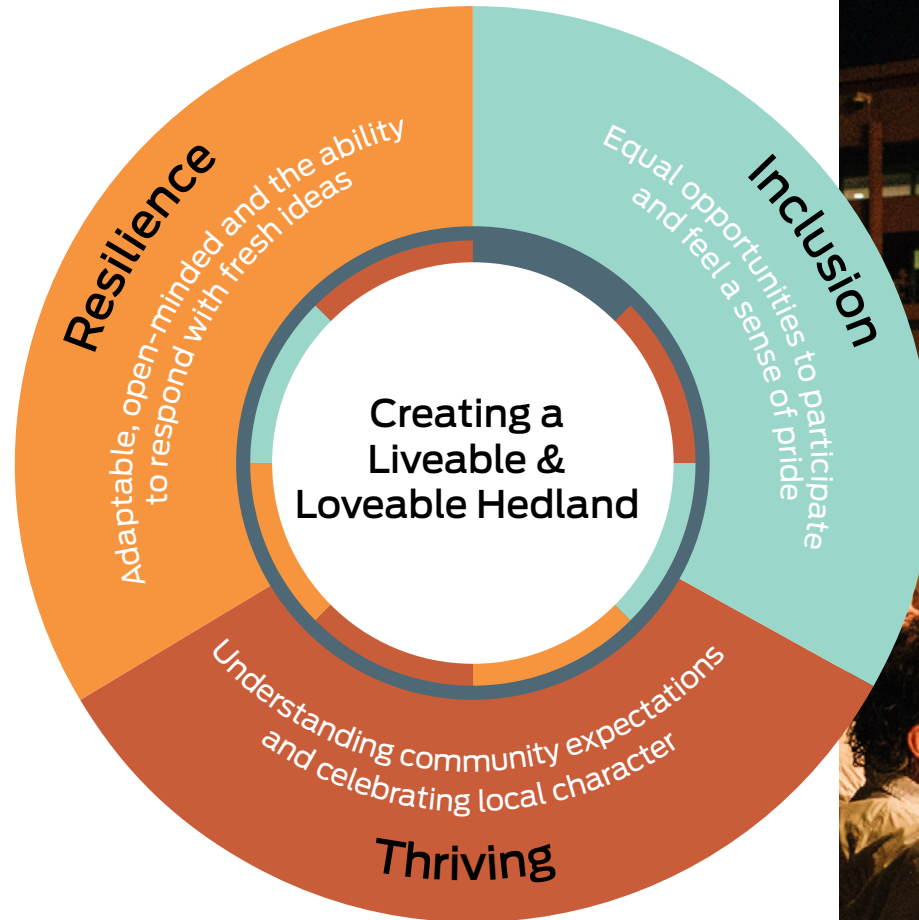 Resilience
Adaptable, open-minded and the ability
to respond with fresh ideas
Inclusion
Equal opportunities to participate
and feel a sense of pride
Creating a
Liveable &
Loveable Hedland
Understanding community expectations
and celebrating local character
Thriving